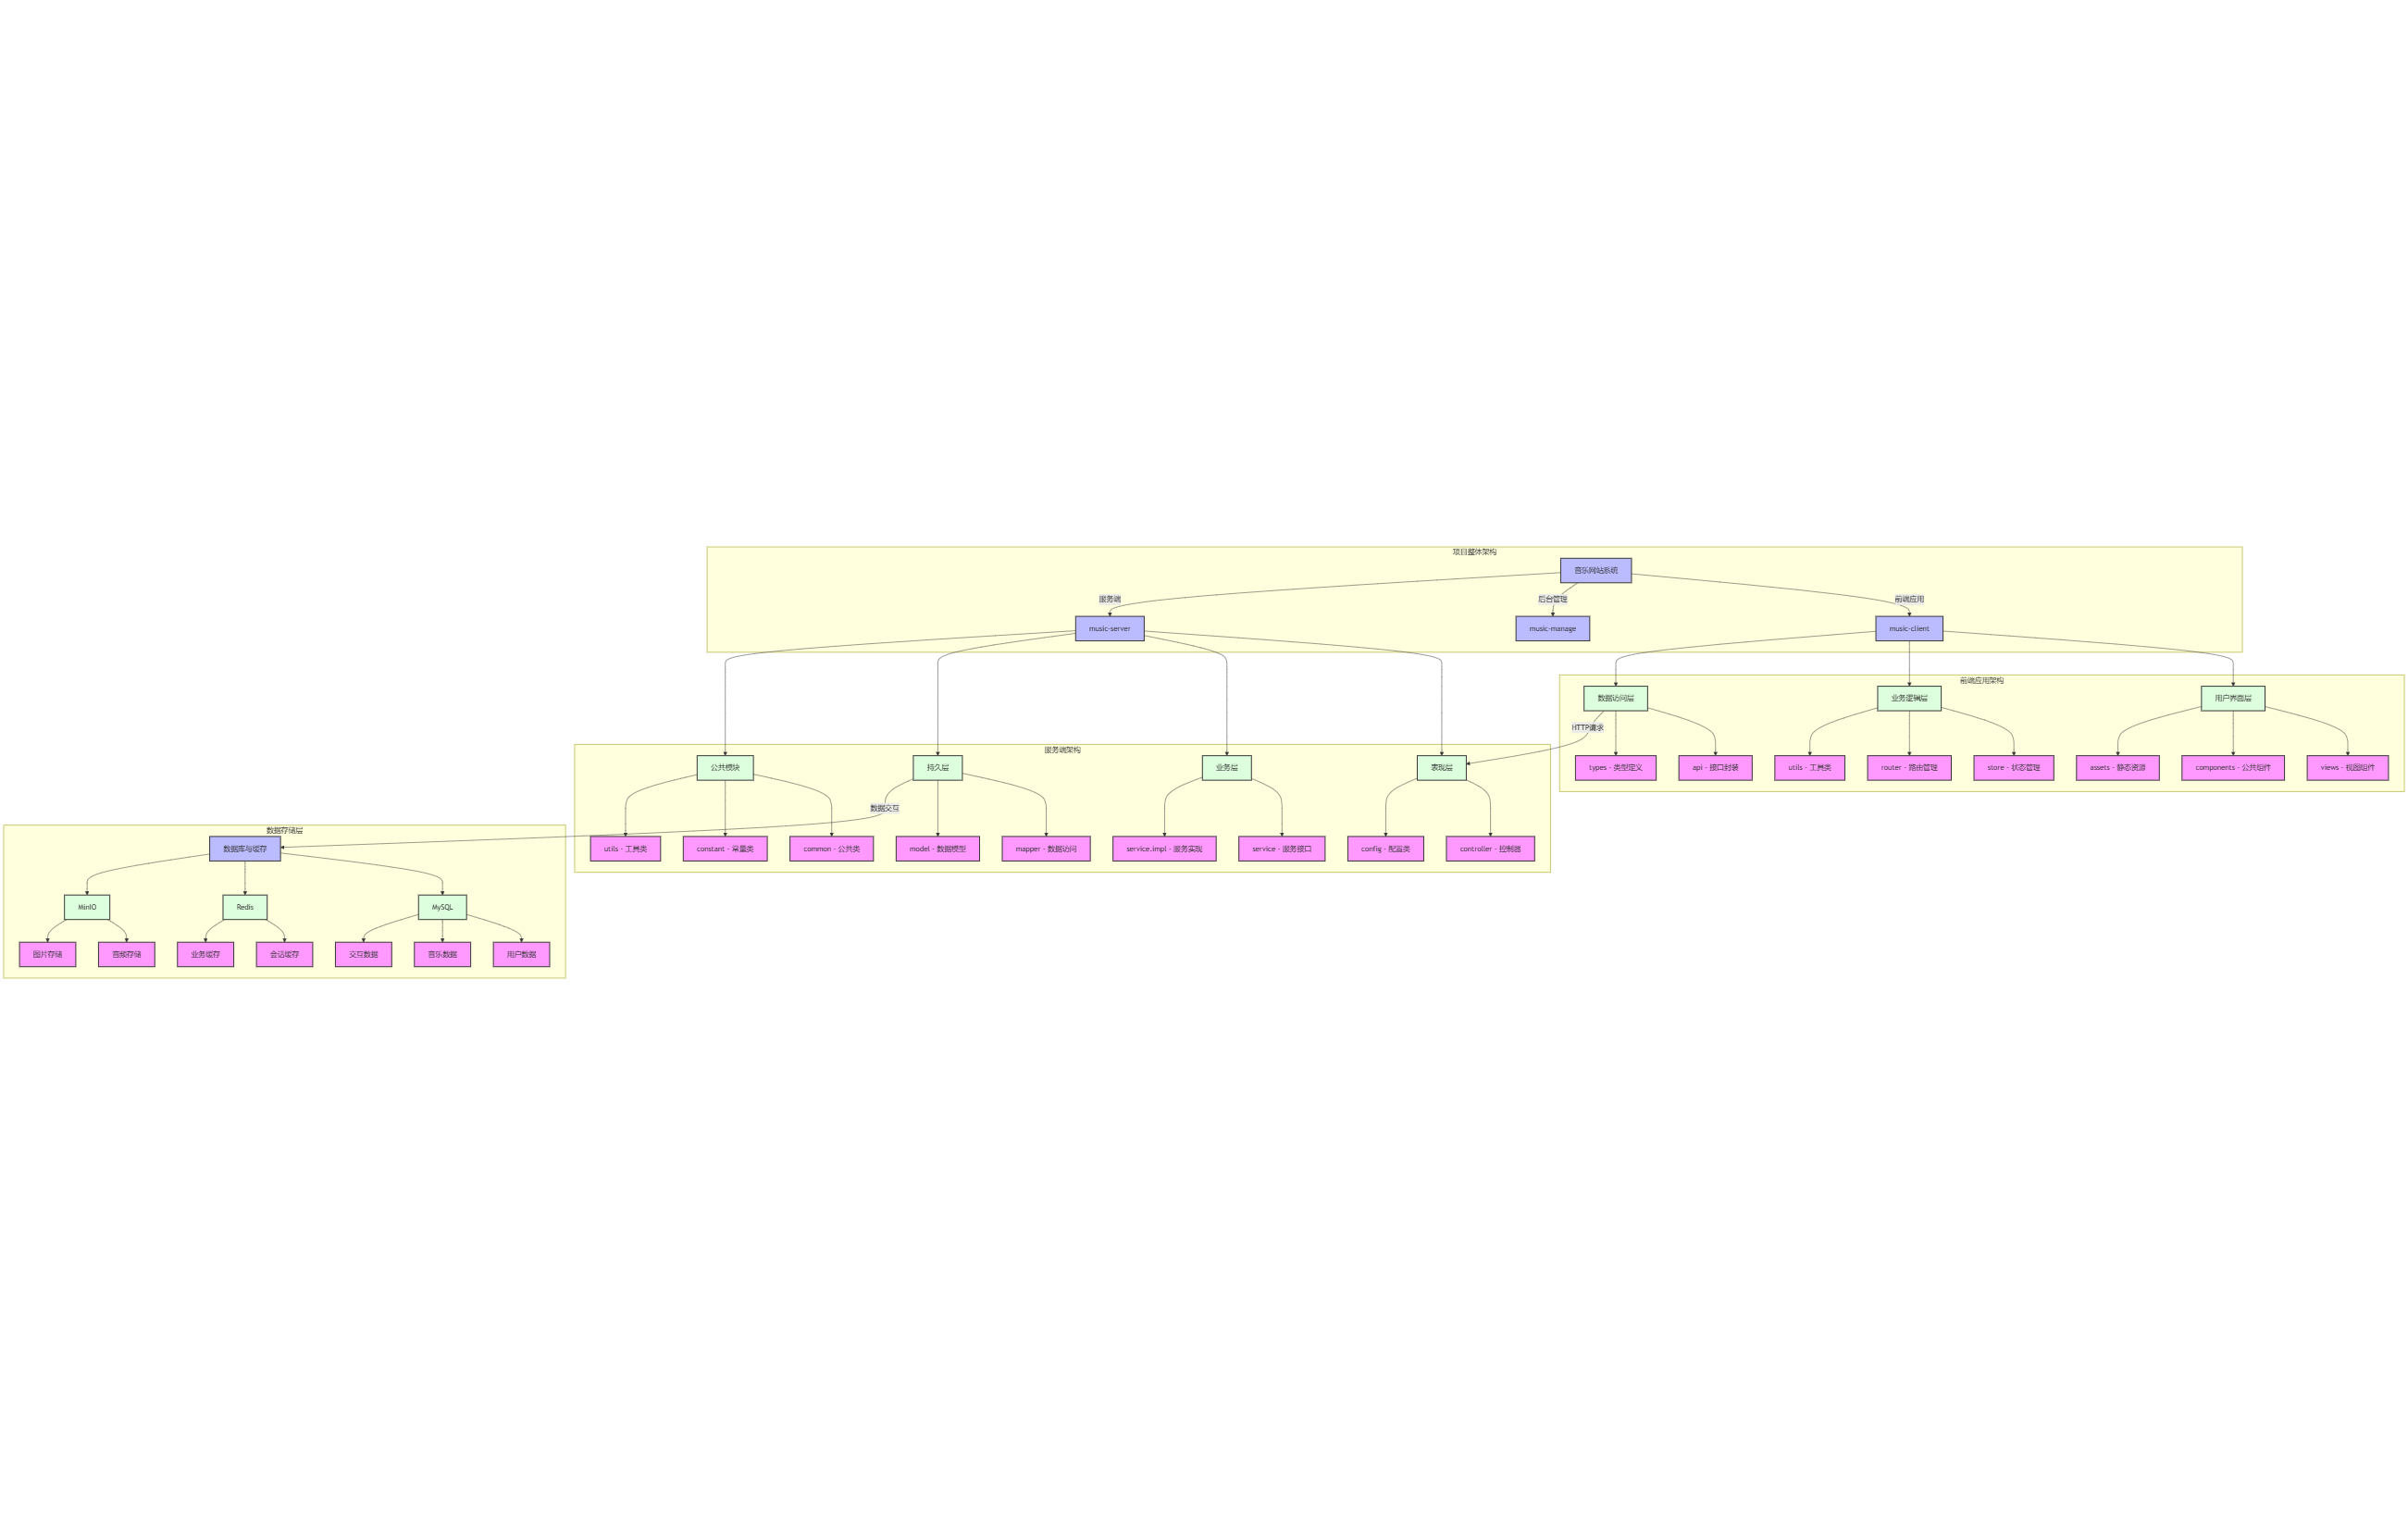 项目整体架构
音乐网站系统
服务端
后台管理
前端应用
music-server
music-manage
music-client
前端应用架构
数据访问层
业务逻辑层
用户界面层
HTTP请求
types - 类型定义
api - 接口封装
utils - 工具类
router - 路由管理
store - 状态管理
assets - 静态资源
components - 公共组件
views - 视图组件
服务端架构
公共模块
持久层
业务层
表现层
数据交互
utils - 工具类
constant - 常量类
common - 公共类
model - 数据模型
mapper - 数据访问
service.impl - 服务实现
service - 服务接口
config - 配置类
controller - 控制器
数据存储层
数据库与缓存
MinIO
Redis
MySQL
图片存储
音频存储
业务缓存
会话缓存
交互数据
音乐数据
用户数据